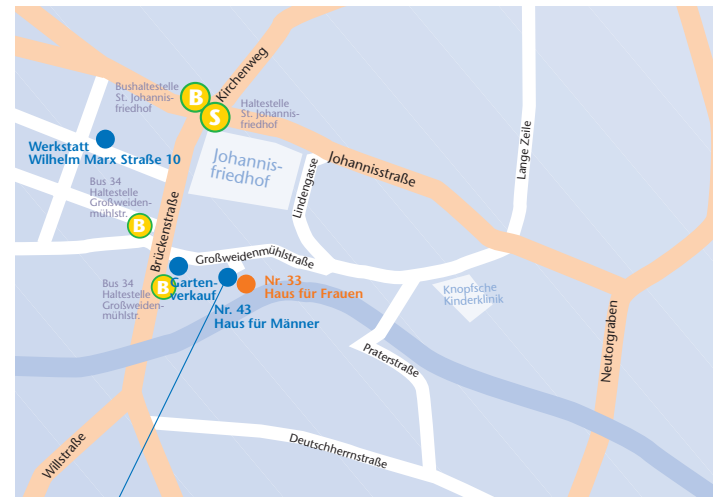 Kirchenweg
Bushaltestelle
St. Johannis-
friedhof
B
S
Haltestelle
St. Johannis-
friedhof
Werkstatt
Wilhelm Marx Straße 10
Johannis-
friedhof
Johannisstraße
Lange Zeile
Lindengasse
Bus 34
Haltestelle
Großweiden-
mühlstr.
B
Brückenstraße
Großweidenmühlstraße
Bus 34
Haltestelle
Großweiden-
mühlstr.
B
Garten-
verkauf
Nr. 33
Haus für Frauen
Nr. 43
Haus für Männer
Knopfsche
Kinderklinik
Neutorgraben
Praterstraße
Deutschherrnstraße
Willstraße